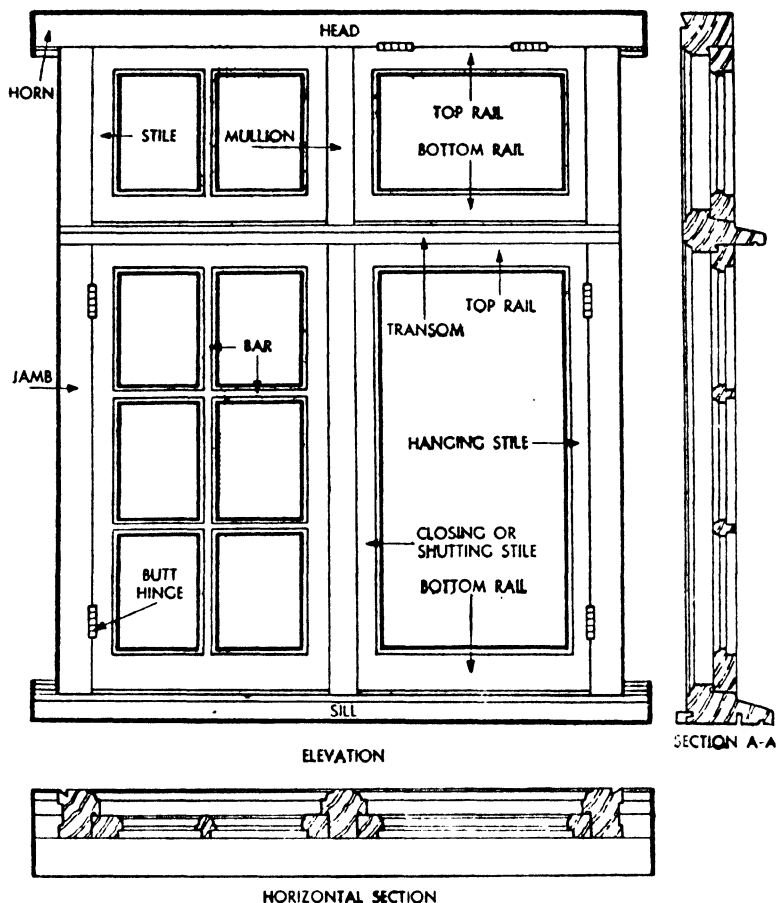 HEAD
HORN
STILE
MULLION
TOP RAIL
BOTTOM RAIL
TOP RAIL
TRANSOM
BAR
JAMB
HANGING STILE
CLOSING OR
SHUTTING STILE
BUTT
HINGE
BOTTOM RAIL
SILL
SECTION A-A
ELEVATION
HORIZONTAL SECTION